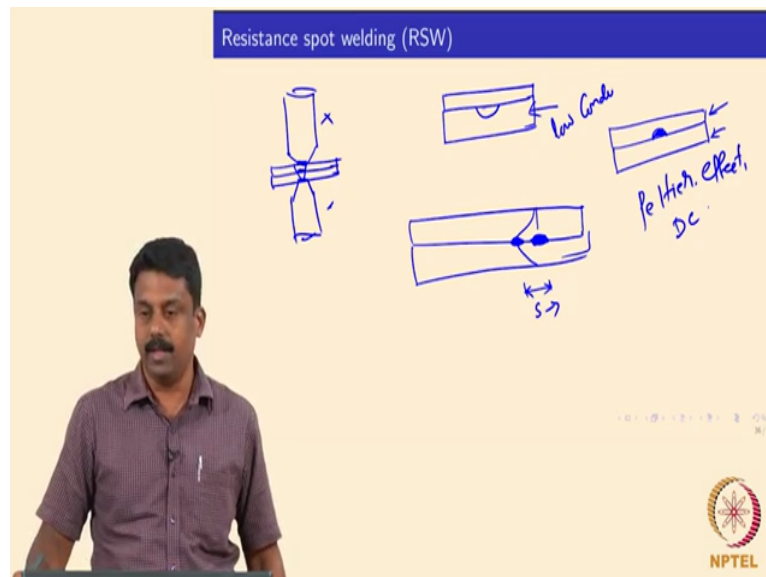 Resistance spot welding (RSW)
+
-
low Condu
Peltier effect,
DC
S→
NPTEL